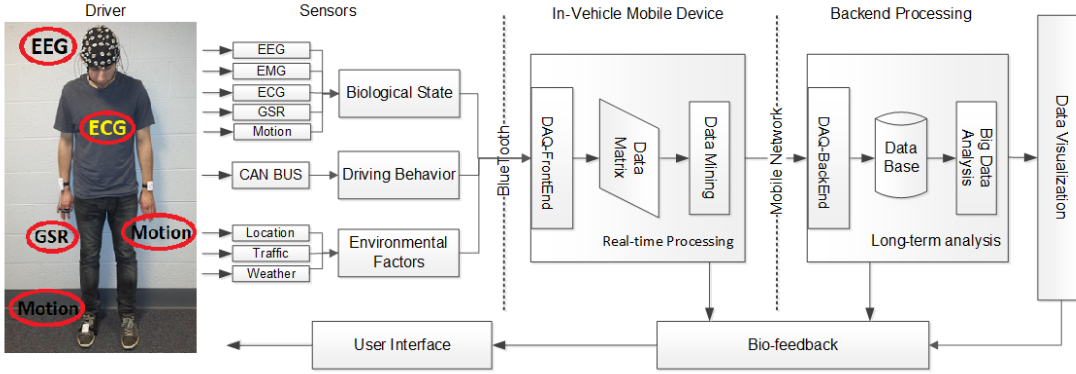 Driver
Sensors
In-Vehicle Mobile Device
Backend Processing
EEG
ECG
GSR
Motion
Motion
EEG
EMG
ECG
GSR
Motion
Biological State
CAN BUS
Driving Behavior
Location
Traffic
Weather
Environmental
Factors
BlueTooth
DAQ-FrontEnd
Data
Matrix
Data Mining
Real-time Processing
Mobile Network
DAQ-BackEnd
Data
Base
Big Data
Analysis
Long-term analysis
Data Visualization
User Interface
Bio-feedback